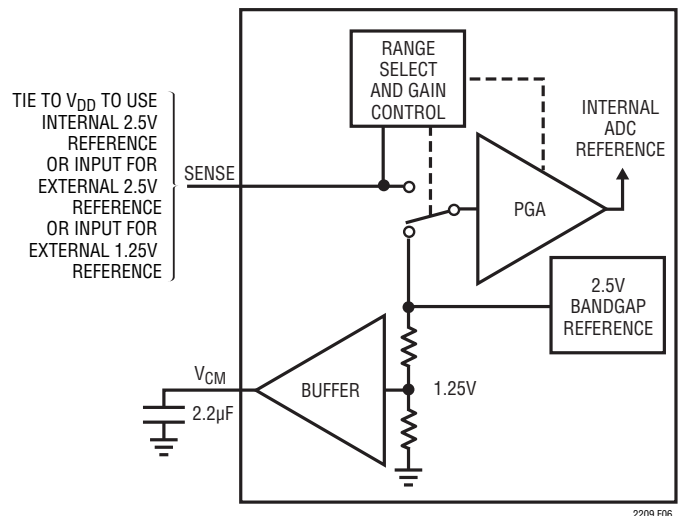 RANGE
SELECT
AND GAIN
CONTROL
TIE TO VDD TO USE
INTERNAL 2.5V
REFERENCE
OR INPUT FOR
EXTERNAL 2.5V
REFERENCE
OR INPUT FOR
EXTERNAL 1.25V
REFERENCE
SENSE
INTERNAL
ADC
REFERENCE
PGA
2.5V
BANDGAP
REFERENCE
VCM
BUFFER
1.25V
2.2µF
2209 F06